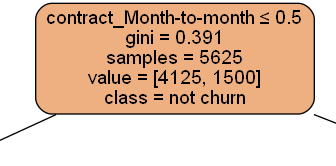 contract_Month-to-month ≤ 0.5
gini = 0.391
samples = 5625
value = [4125, 1500]
class = not churn